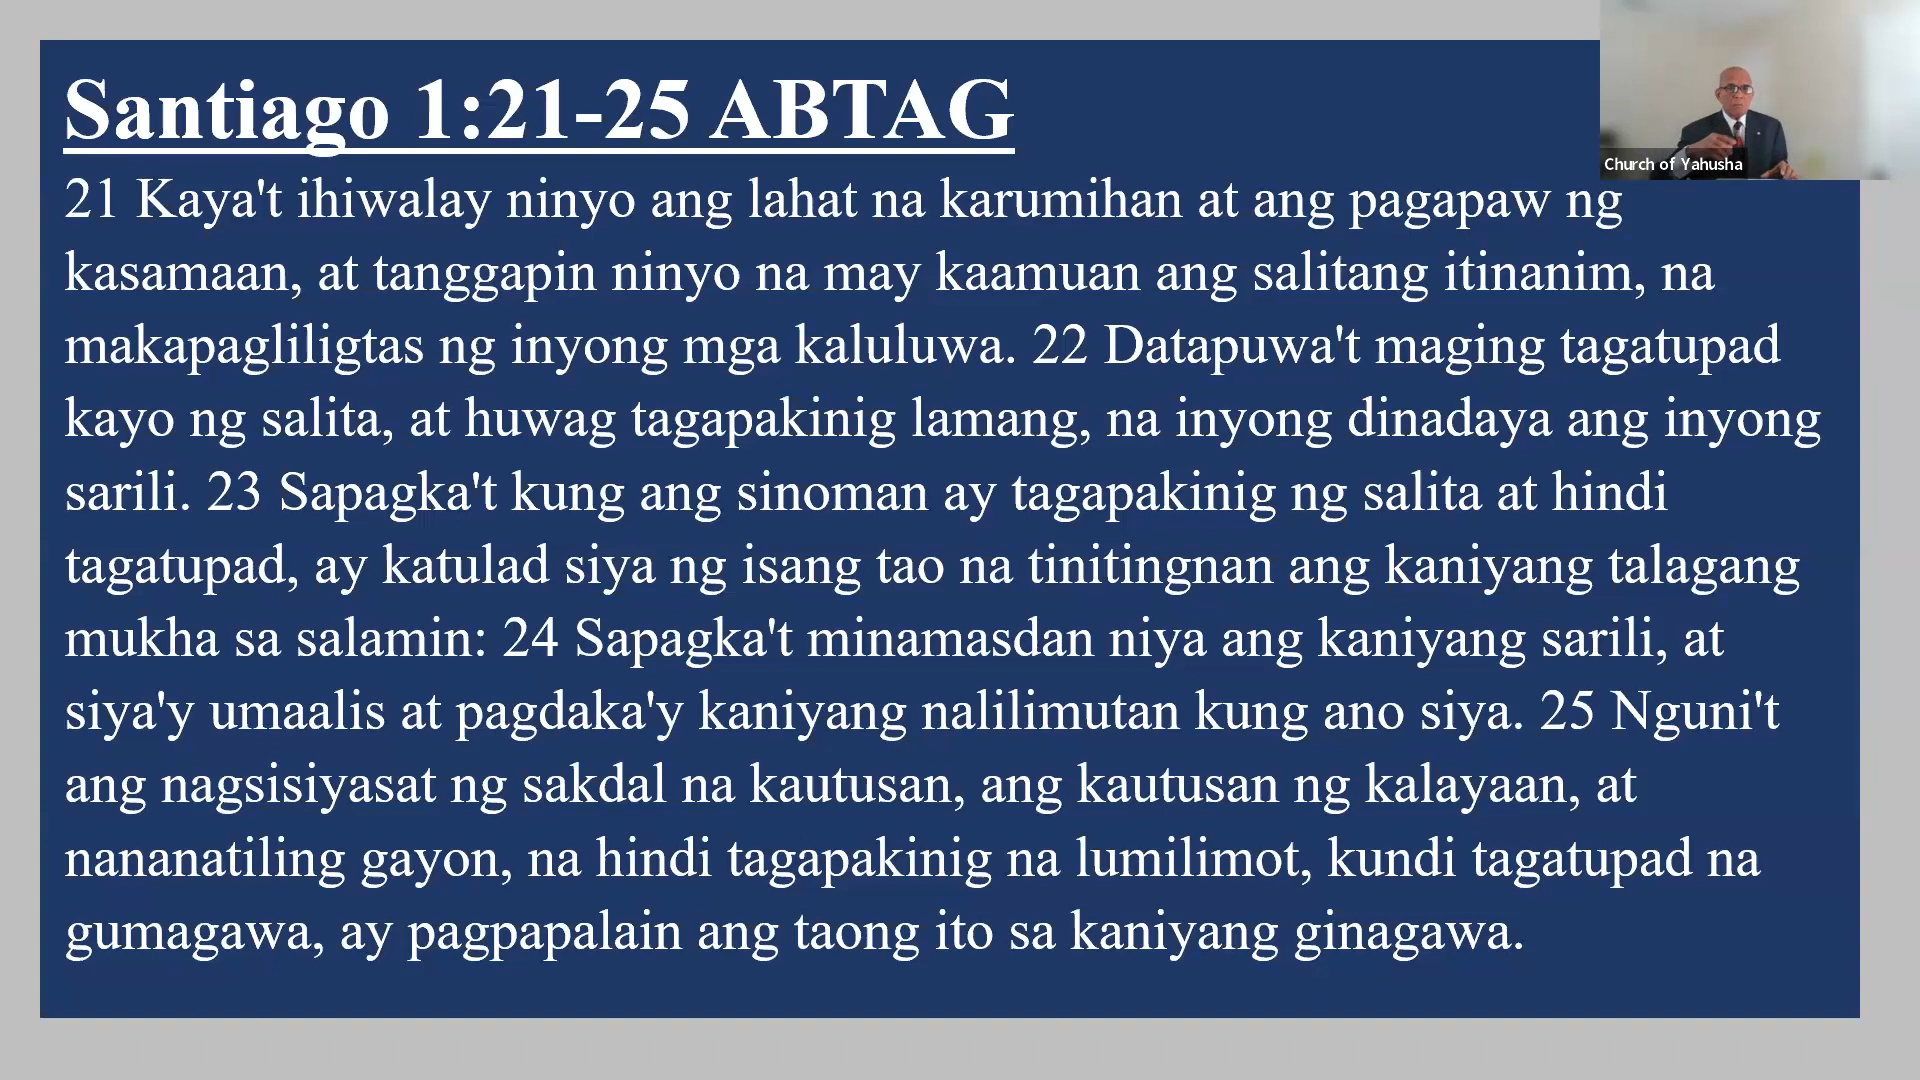 Santiago 1:21-25 ABTAG
Church of Yahusha
21 Kaya't ihiwalay ninyo ang lahat na karumihan at ang pagapaw ng
kasamaan, at tanggapin ninyo na may kaamuan ang salitang itinanim, na
makapagliligtas ng inyong mga kaluluwa. 22 Datapuwa't maging tagatupad
kayo ng salita, at huwag tagapakinig lamang, na inyong dinadaya ang inyong
sarili. 23 Sapagka't kung ang sinoman ay tagapakinig ng salita at hindi
tagatupad, ay katulad siya ng isang tao na tinitingnan ang kaniyang talagang
mukha sa salamin: 24 Sapagka't minamasdan niya ang kaniyang sarili, at
siya'y umaalis at pagdaka'y kaniyang nalilimutan kung ano siya. 25 Nguni't
ang nagsisiyasat ng sakdal na kautusan, ang kautusan ng kalayaan, at
nananatiling gayon, na hindi tagapakinig na lumilimot, kundi tagatupad na
gumagawa, ay pagpapalain ang taong ito sa kaniyang ginagawa.